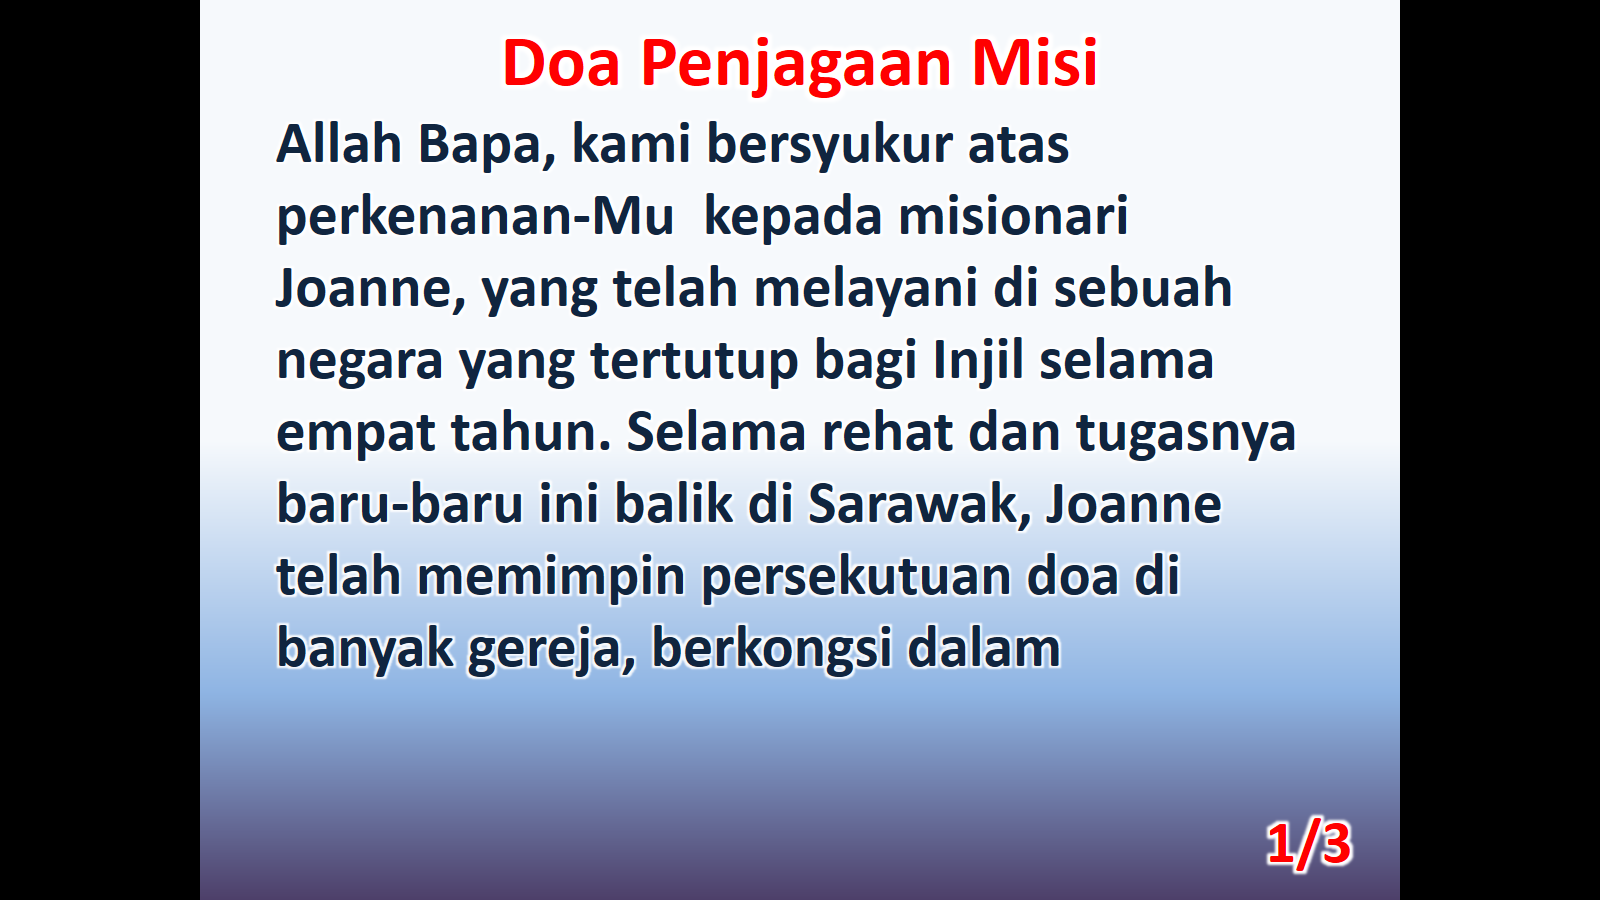 Doa Penjagaan Misi
Allah Bapa, kami bersyukur atas
perkenanan-Mu  kepada misionari
Joanne, yang telah melayani di sebuah
negara yang tertutup bagi Injil selama
empat tahun. Selama rehat dan tugasnya
baru-baru ini balik di Sarawak, Joanne
telah memimpin persekutuan doa di
banyak gereja, berkongsi dalam
1/3